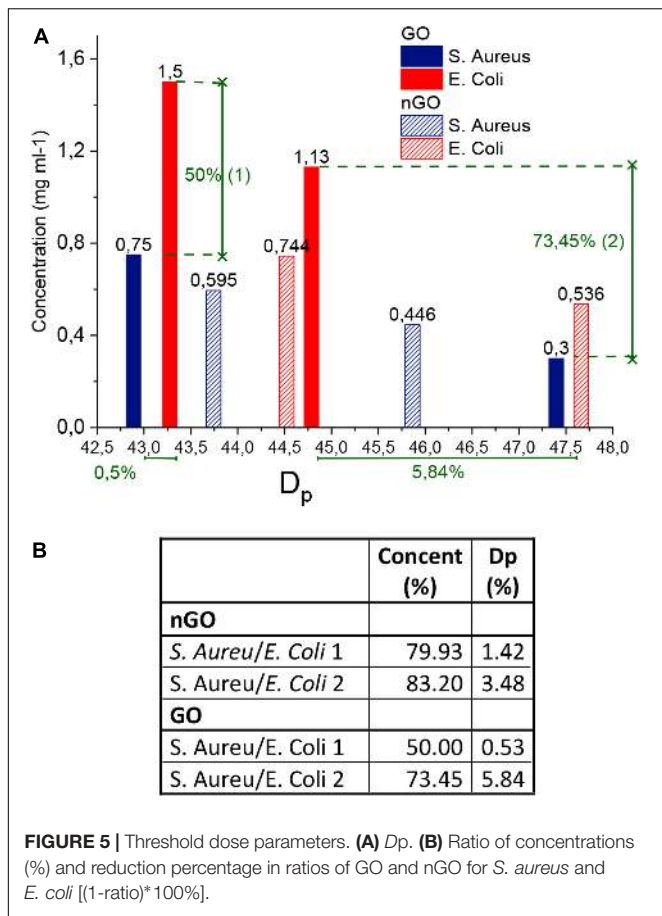 A
GO
S. Aureus
E. Coli
nGO
S. Aureus
E. Coli
Concentration (mg ml-1)
1,6
1,2
0,8
0,4
0,0
0,75
1,5
0,595
0,744
1,13
0,446
0,3
0,536
50% (1)
73,45% (2)
42,5 43,0 43,5 44,0 44,5 45,0 45,5 46,0 46,5 47,0 47,5 48,0
0,5%
5,84%
Dp
B
Concent (%) Dp (%)
nGO
S. Aureu/E. Coli 1 79.93 1.42
S. Aureu/E. Coli 2 83.20 3.48
GO
S. Aureu/E. Coli 1 50.00 0.53
S. Aureu/E. Coli 2 73.45 5.84
FIGURE 5 | Threshold dose parameters. (A) Dp. (B) Ratio of concentrations
(%) and reduction percentage in ratios of GO and nGO for S. aureus and
E. coli [(1-ratio)*100%].